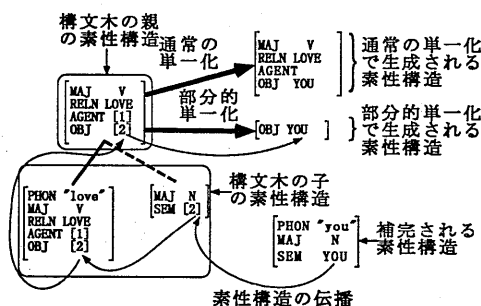 構文木の親
の素性構造
通常の
単一化
MAJ V
RELN LOVE
AGENT
OBJ YOU
通常の単一化
で生成される
素性構造
MAJ V
RELN LOVE
AGENT [1]
OBJ [2]
部分的
単一化
OBJ YOU
部分的単一化
で生成される
素性構造
PHON "love"
MAJ V
RELN LOVE
AGENT [1]
OBJ [2]
MAJ N
SEM [2]
構文木の子
の素性構造
PHON "you"
MAJ N
SEM YOU
補完される
素性構造
素性構造の伝播